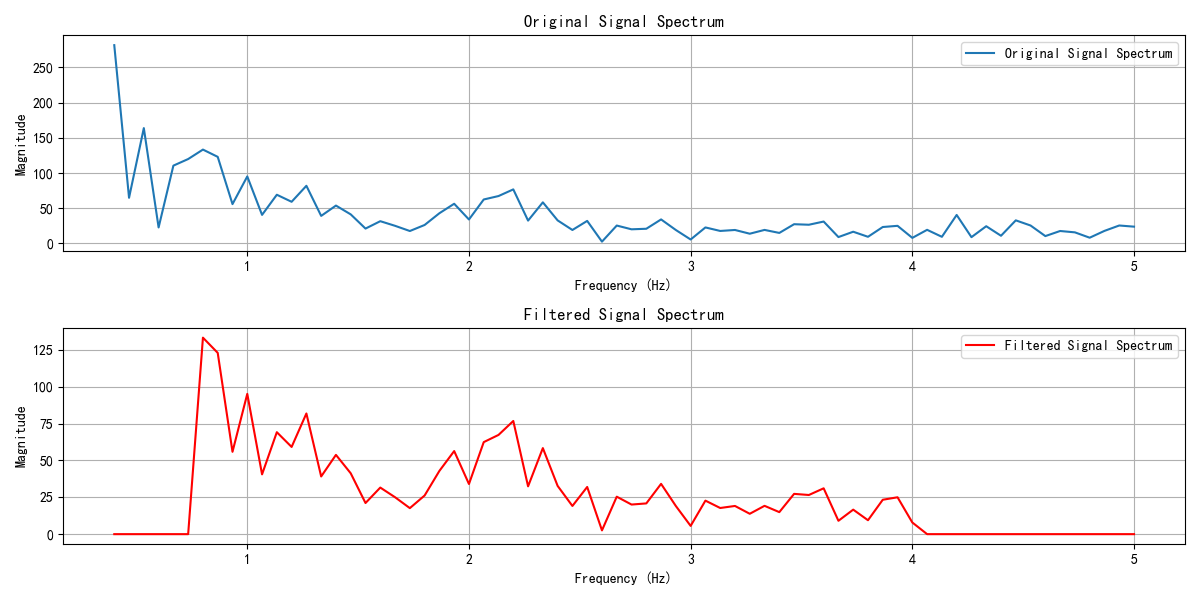 Original Signal Spectrum
Original Signal Spectrum
250
200
150
100
50
0
Magnitude
1 2 3 4 5
Frequency (Hz)
Filtered Signal Spectrum
Filtered Signal Spectrum
125
100
75
50
25
0
Magnitude
1 2 3 4 5
Frequency (Hz)